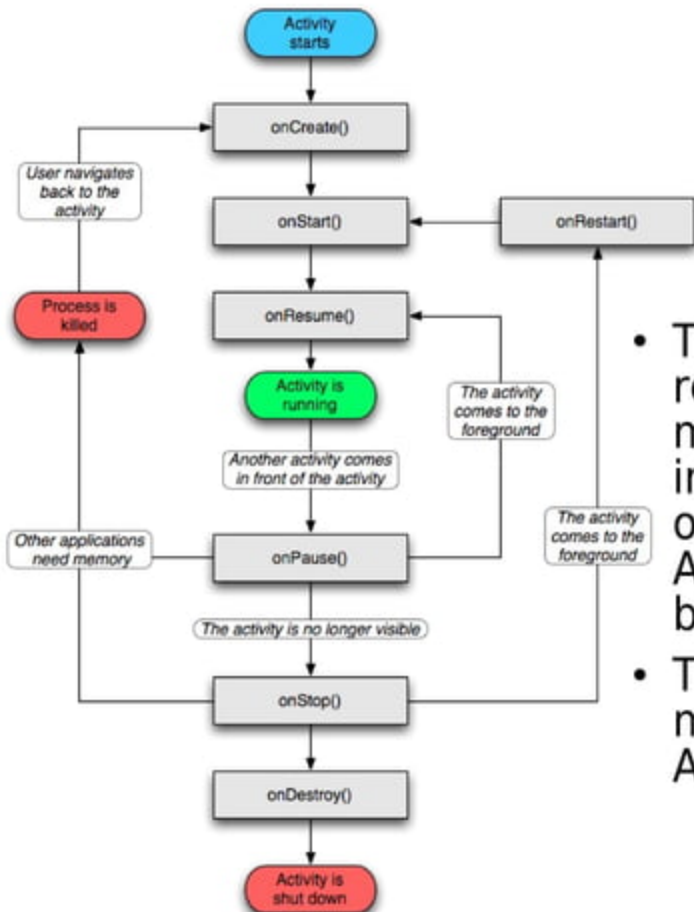 Activity
starts
onCreate()
User navigates
back to the
activity
onStart()
onRestart()
Process is
killed
onResume()
Activity is
running
The activity
comes to the
foreground
Another activity comes
in front of the activity
Other applications
need memory
onPause()
The activity
comes to the
foreground
The activity is no longer visible
onStop()
onDestroy()
Activity is
shut down
• T
r
n
i
o
A
b
• T
n
A